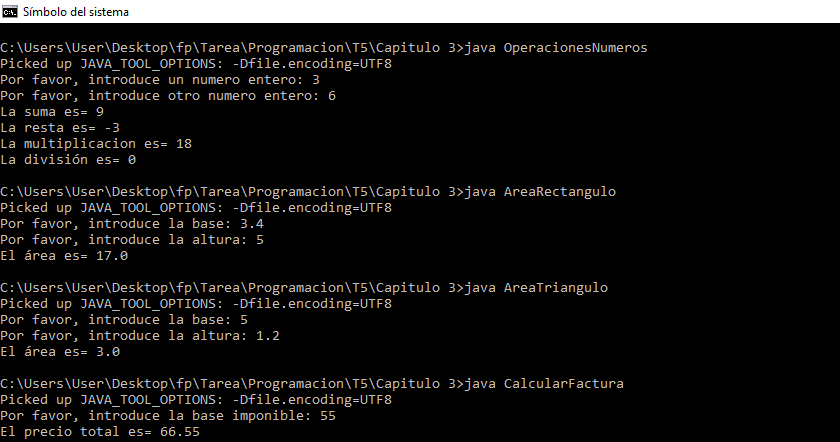 Símbolo del sistema
C:\Users\User\Desktop\fp\Tarea\Programacion\T5\Capitulo 3>java OperacionesNumeros
Picked up JAVA_TOOL_OPTIONS: -Dfile.encoding=UTF8
Por favor, introduce un numero entero: 3
Por favor, introduce otro numero entero: 6
La suma es= 9
La resta es= -3
La multiplicacion es= 18
La división es= 0
C:\Users\User\Desktop\fp\Tarea\Programacion\T5\Capitulo 3>java AreaRectangulo
Picked up JAVA_TOOL_OPTIONS: -Dfile.encoding=UTF8
Por favor, introduce la base: 3.4
Por favor, introduce la altura: 5
El área es= 17.0
C:\Users\User\Desktop\fp\Tarea\Programacion\T5\Capitulo 3>java AreaTriangulo
Picked up JAVA_TOOL_OPTIONS: -Dfile.encoding=UTF8
Por favor, introduce la base: 5
Por favor, introduce la altura: 1.2
El área es= 3.0
C:\Users\User\Desktop\fp\Tarea\Programacion\T5\Capitulo 3>java CalcularFactura
Picked up JAVA_TOOL_OPTIONS: -Dfile.encoding=UTF8
Por favor, introduce la base imponible: 55
El precio total es= 66.55